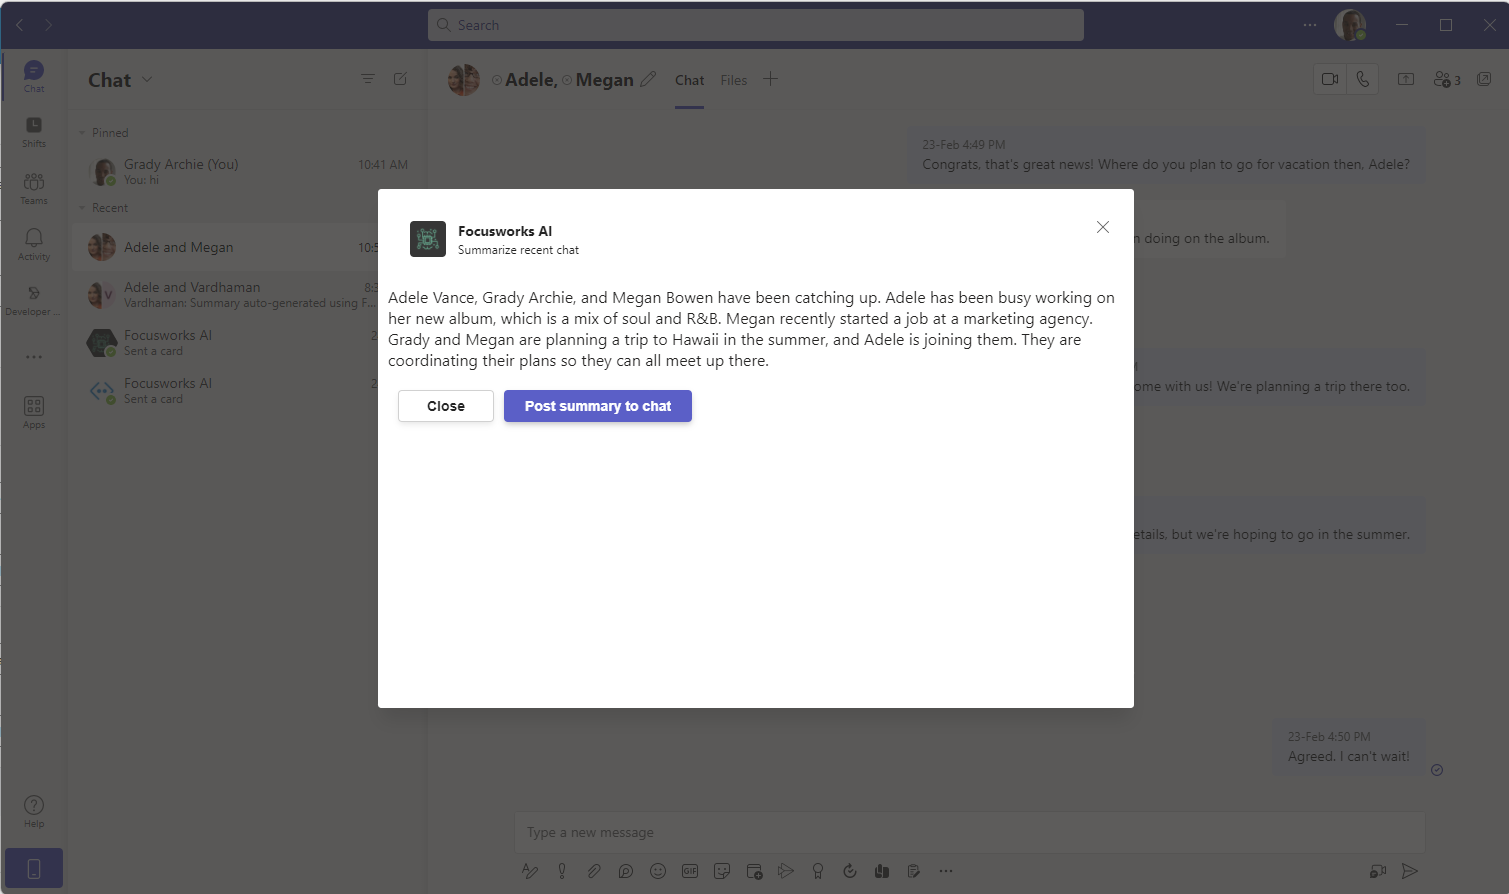 Search
Chat
Shifts
Teams
Activity
Developer ...
Apps
Help
Chat
Pinned
Grady Archie (You)
10:41 AM
You: hi
Recent
Adele and Megan
10:5
Adele and Vardhaman
8:3
Vardhaman: Summary auto-generated using F...
Focusworks AI
2
Sent a card
Focusworks AI
2
Sent a card
Adele, Megan
Chat
Files
3
23-Feb 4:49 PM
Congrats, that's great news! Where do you plan to go for vacation then, Adele?
n doing on the album.
ome with us! We're planning a trip there too.
etails, but we're hoping to go in the summer.
Focusworks AI
Summarize recent chat
Adele Vance, Grady Archie, and Megan Bowen have been catching up. Adele has been busy working on
her new album, which is a mix of soul and R&B. Megan recently started a job at a marketing agency.
Grady and Megan are planning a trip to Hawaii in the summer, and Adele is joining them. They are
coordinating their plans so they can all meet up there.
Close
Post summary to chat
23-Feb 4:50 PM
Agreed. I can't wait!
Type a new message
GIF